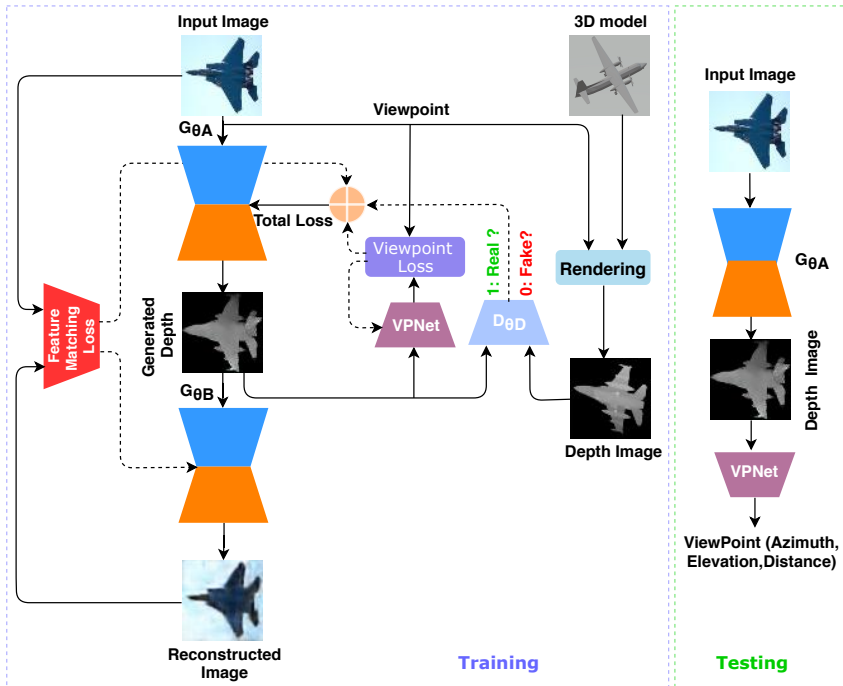 Input Image
3D model
Input Image
Viewpoint
GθA
Total Loss
Viewpoint
Loss
1: Real ?
0: Fake?
Rendering
GθA
Feature
Matching
Loss
Generated
Depth
VPNet
DθD
Depth Image
GθB
Depth Image
VPNet
ViewPoint (Azimuth,
Elevation,Distance)
Reconstructed
Image
Training
Testing